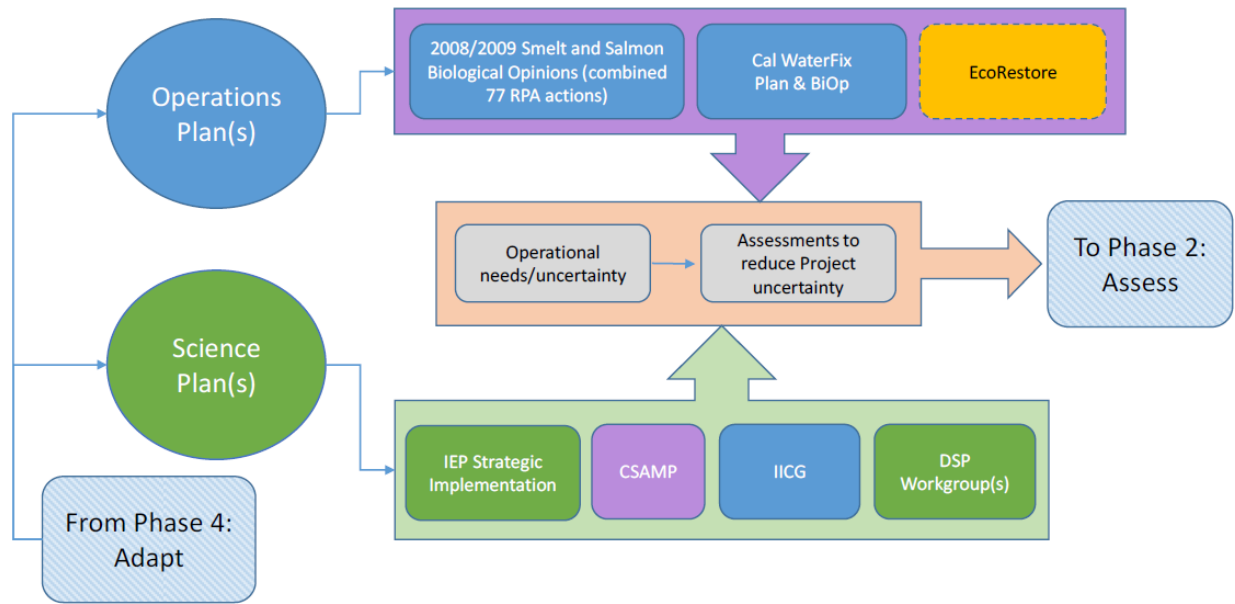 Operations
Plan(s)
2008/2009 Smelt and Salmon
Biological Opinions (combined
77 RPA actions)
Cal WaterFix
Plan & BiOp
EcoRestore
Operational
needs/uncertainty
Assessments to
reduce Project
uncertainty
To Phase 2:
Assess
Science
Plan(s)
IEP Strategic
Implementation
CSAMP
IICG
DSP
Workgroup(s)
From Phase 4:
Adapt